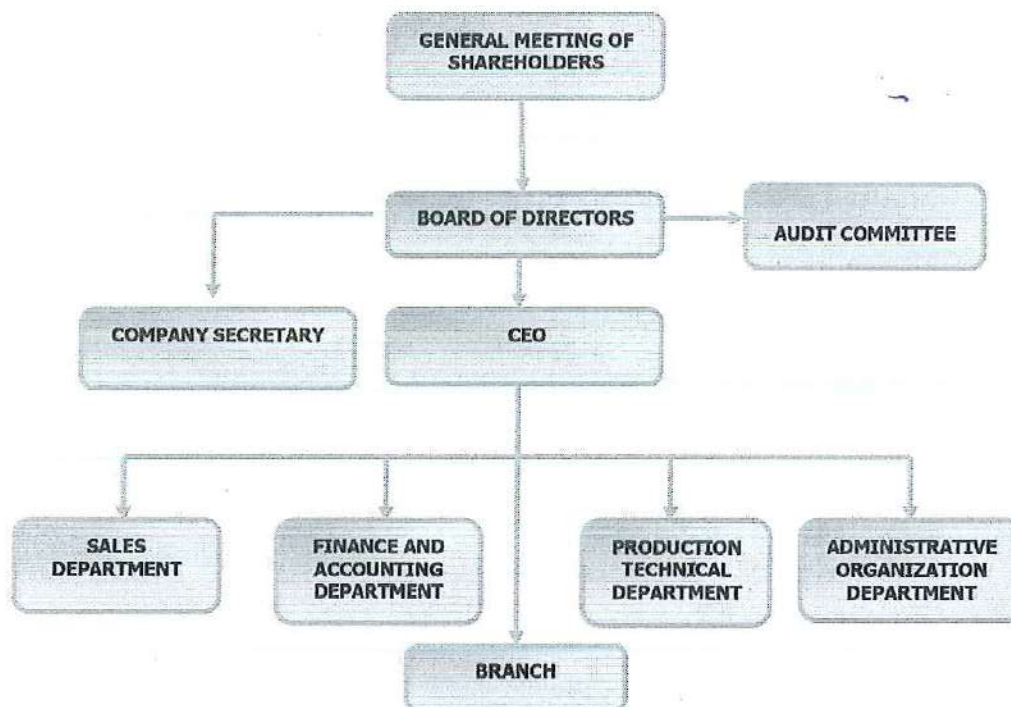 GENERAL MEETING OF
SHAREHOLDERS
BOARD OF DIRECTORS
AUDIT COMMITTEE
COMPANY SECRETARY
CEO
SALES
DEPARTMENT
FINANCE AND
ACCOUNTING
DEPARTMENT
PRODUCTION
TECHNICAL
DEPARTMENT
ADMINISTRATIVE
ORGANIZATION
DEPARTMENT
BRANCH